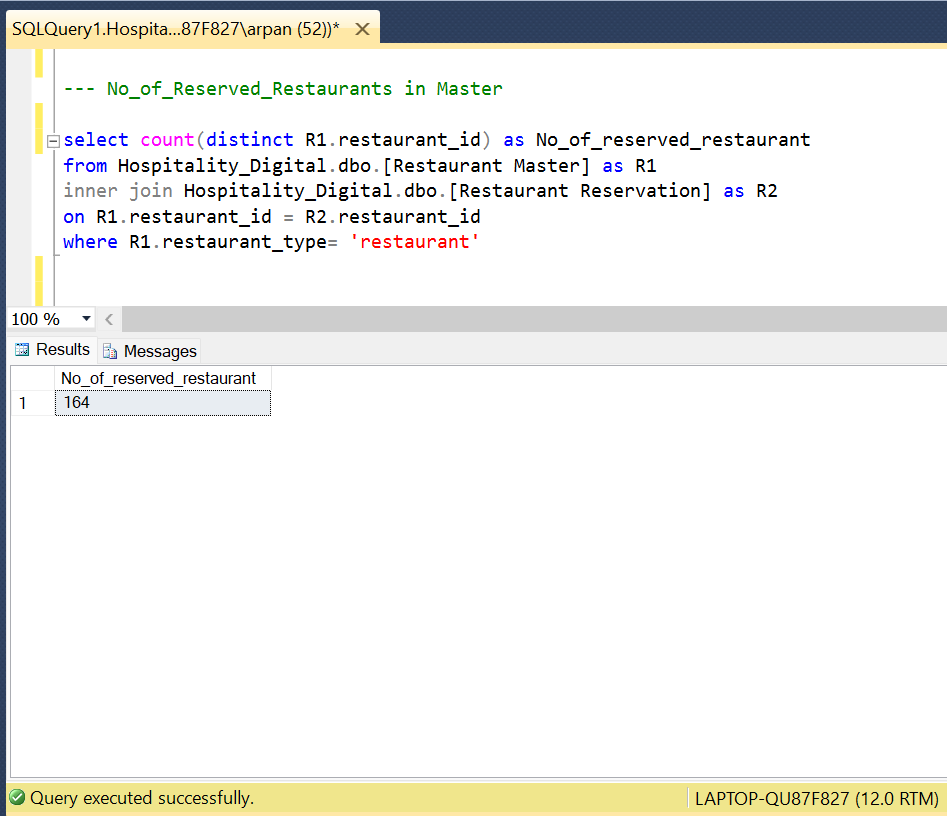 SQLQuery1.Hospita...87F827\arpan (52))*
--- No_of_Reserved_Restaurants in Master
select count(distinct R1.restaurant_id) as No_of_reserved_restaurant
from Hospitality_Digital.dbo.[Restaurant Master] as R1
inner join Hospitality_Digital.dbo.[Restaurant Reservation] as R2
on R1.restaurant_id = R2.restaurant_id
where R1.restaurant_type= 'restaurant'
100 %
Results Messages
No_of_reserved_restaurant
1 164
Query executed successfully. LAPTOP-QU87F827 (12.0 RTM)